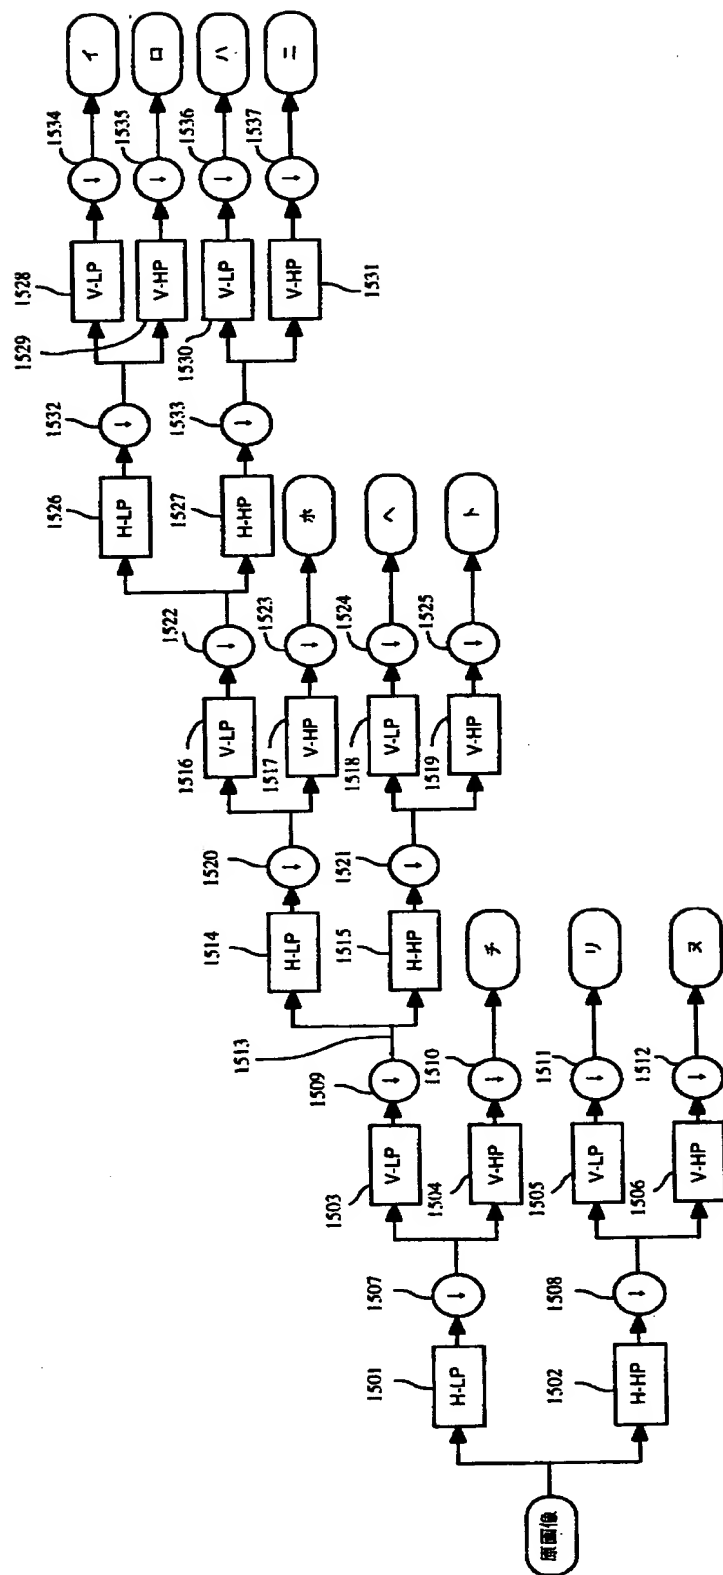 原画像
1501
H-LP
1502
H-HP
1507
↓
1508
↓
1503
V-LP
1504
V-HP
1505
V-LP
1506
V-HP
1509
↓
1510
↓
1511
↓
1512
↓
チ
リ
ヌ
1513
1514
H-LP
1515
H-HP
1520
↓
1521
↓
1516
V-LP
1517
V-HP
1518
V-LP
1519
V-HP
1522
↓
1523
↓
1524
↓
1525
↓
ホ
ヘ
ト
1526
H-LP
1527
H-HP
1532
↓
1533
↓
1528
V-LP
1529
V-HP
1530
V-LP
1531
V-HP
1534
↓
1535
↓
1536
↓
1537
↓
イ
ロ
ハ
ニ